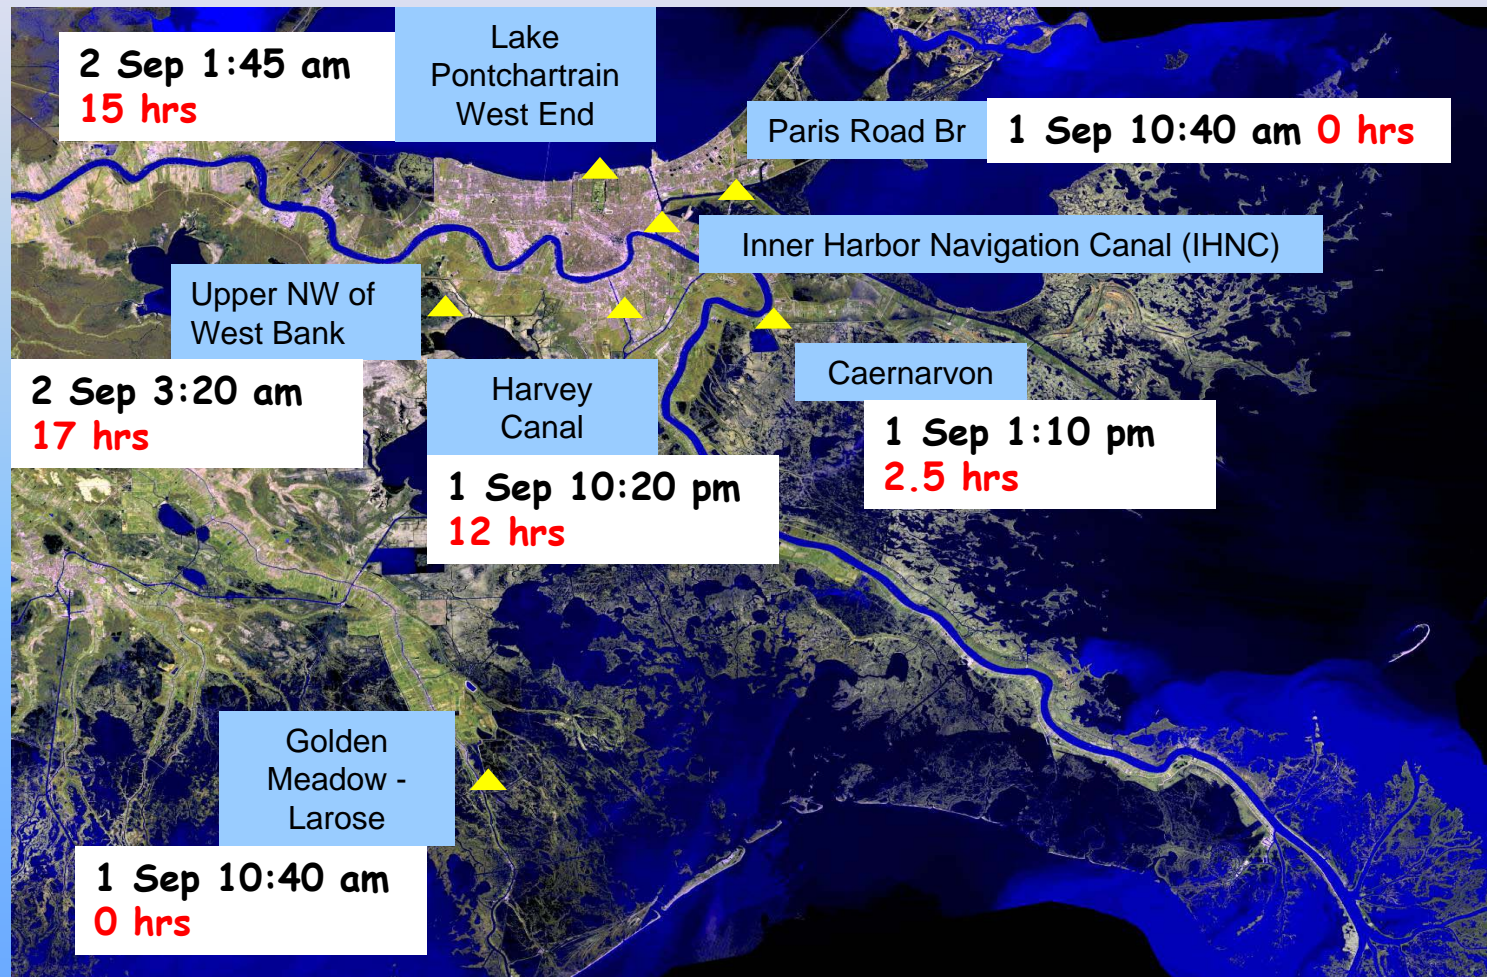 2 Sep 1:45 am
15 hrs
Lake
Pontchartrain
West End
Paris Road Br
1 Sep 10:40 am 0 hrs
Inner Harbor Navigation Canal (IHNC)
Upper NW of
West Bank
2 Sep 3:20 am
17 hrs
Harvey
Canal
1 Sep 10:20 pm
12 hrs
Caernarvon
1 Sep 1:10 pm
2.5 hrs
Golden
Meadow -
Larose
1 Sep 10:40 am
0 hrs